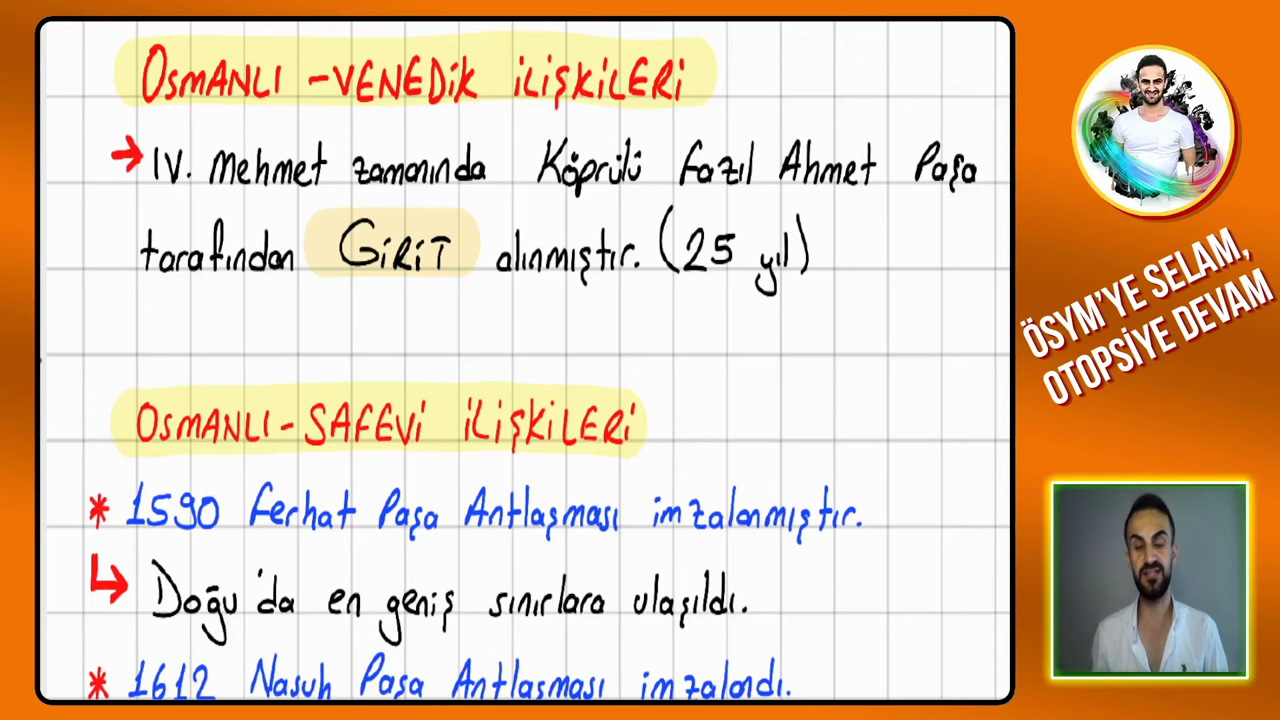 OSMANLI -VENEDİK İLİŞKİLERİ
→ IV. Mehmet zamanında Köprülü Fazıl Ahmet Paşa
tarafından GİRİT alınmıştır. (25 yıl)
OSMANLI - SAFEVİ İLİŞKİLERİ
* 1590 Ferhat Paşa Antlaşması imzalanmıştır.
↳ Doğu'da en geniş sınırlara ulaşıldı.
* 1612 Nasuh Paşa Antlaşması imzalandı.
ÖSYM'YE SELAM,
OTOPSİYE DEVAM